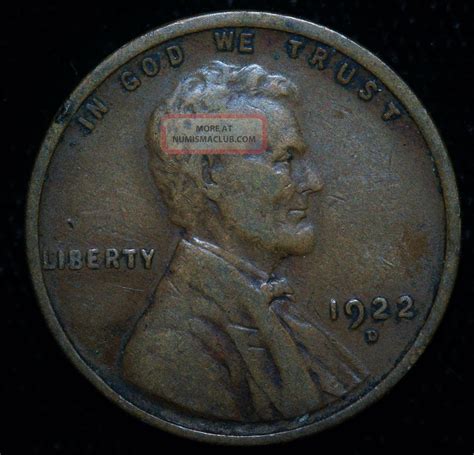 IN GOD WE TRUST
MORE AT
NUMISMACLUB.COM
LIBERTY
1922
D